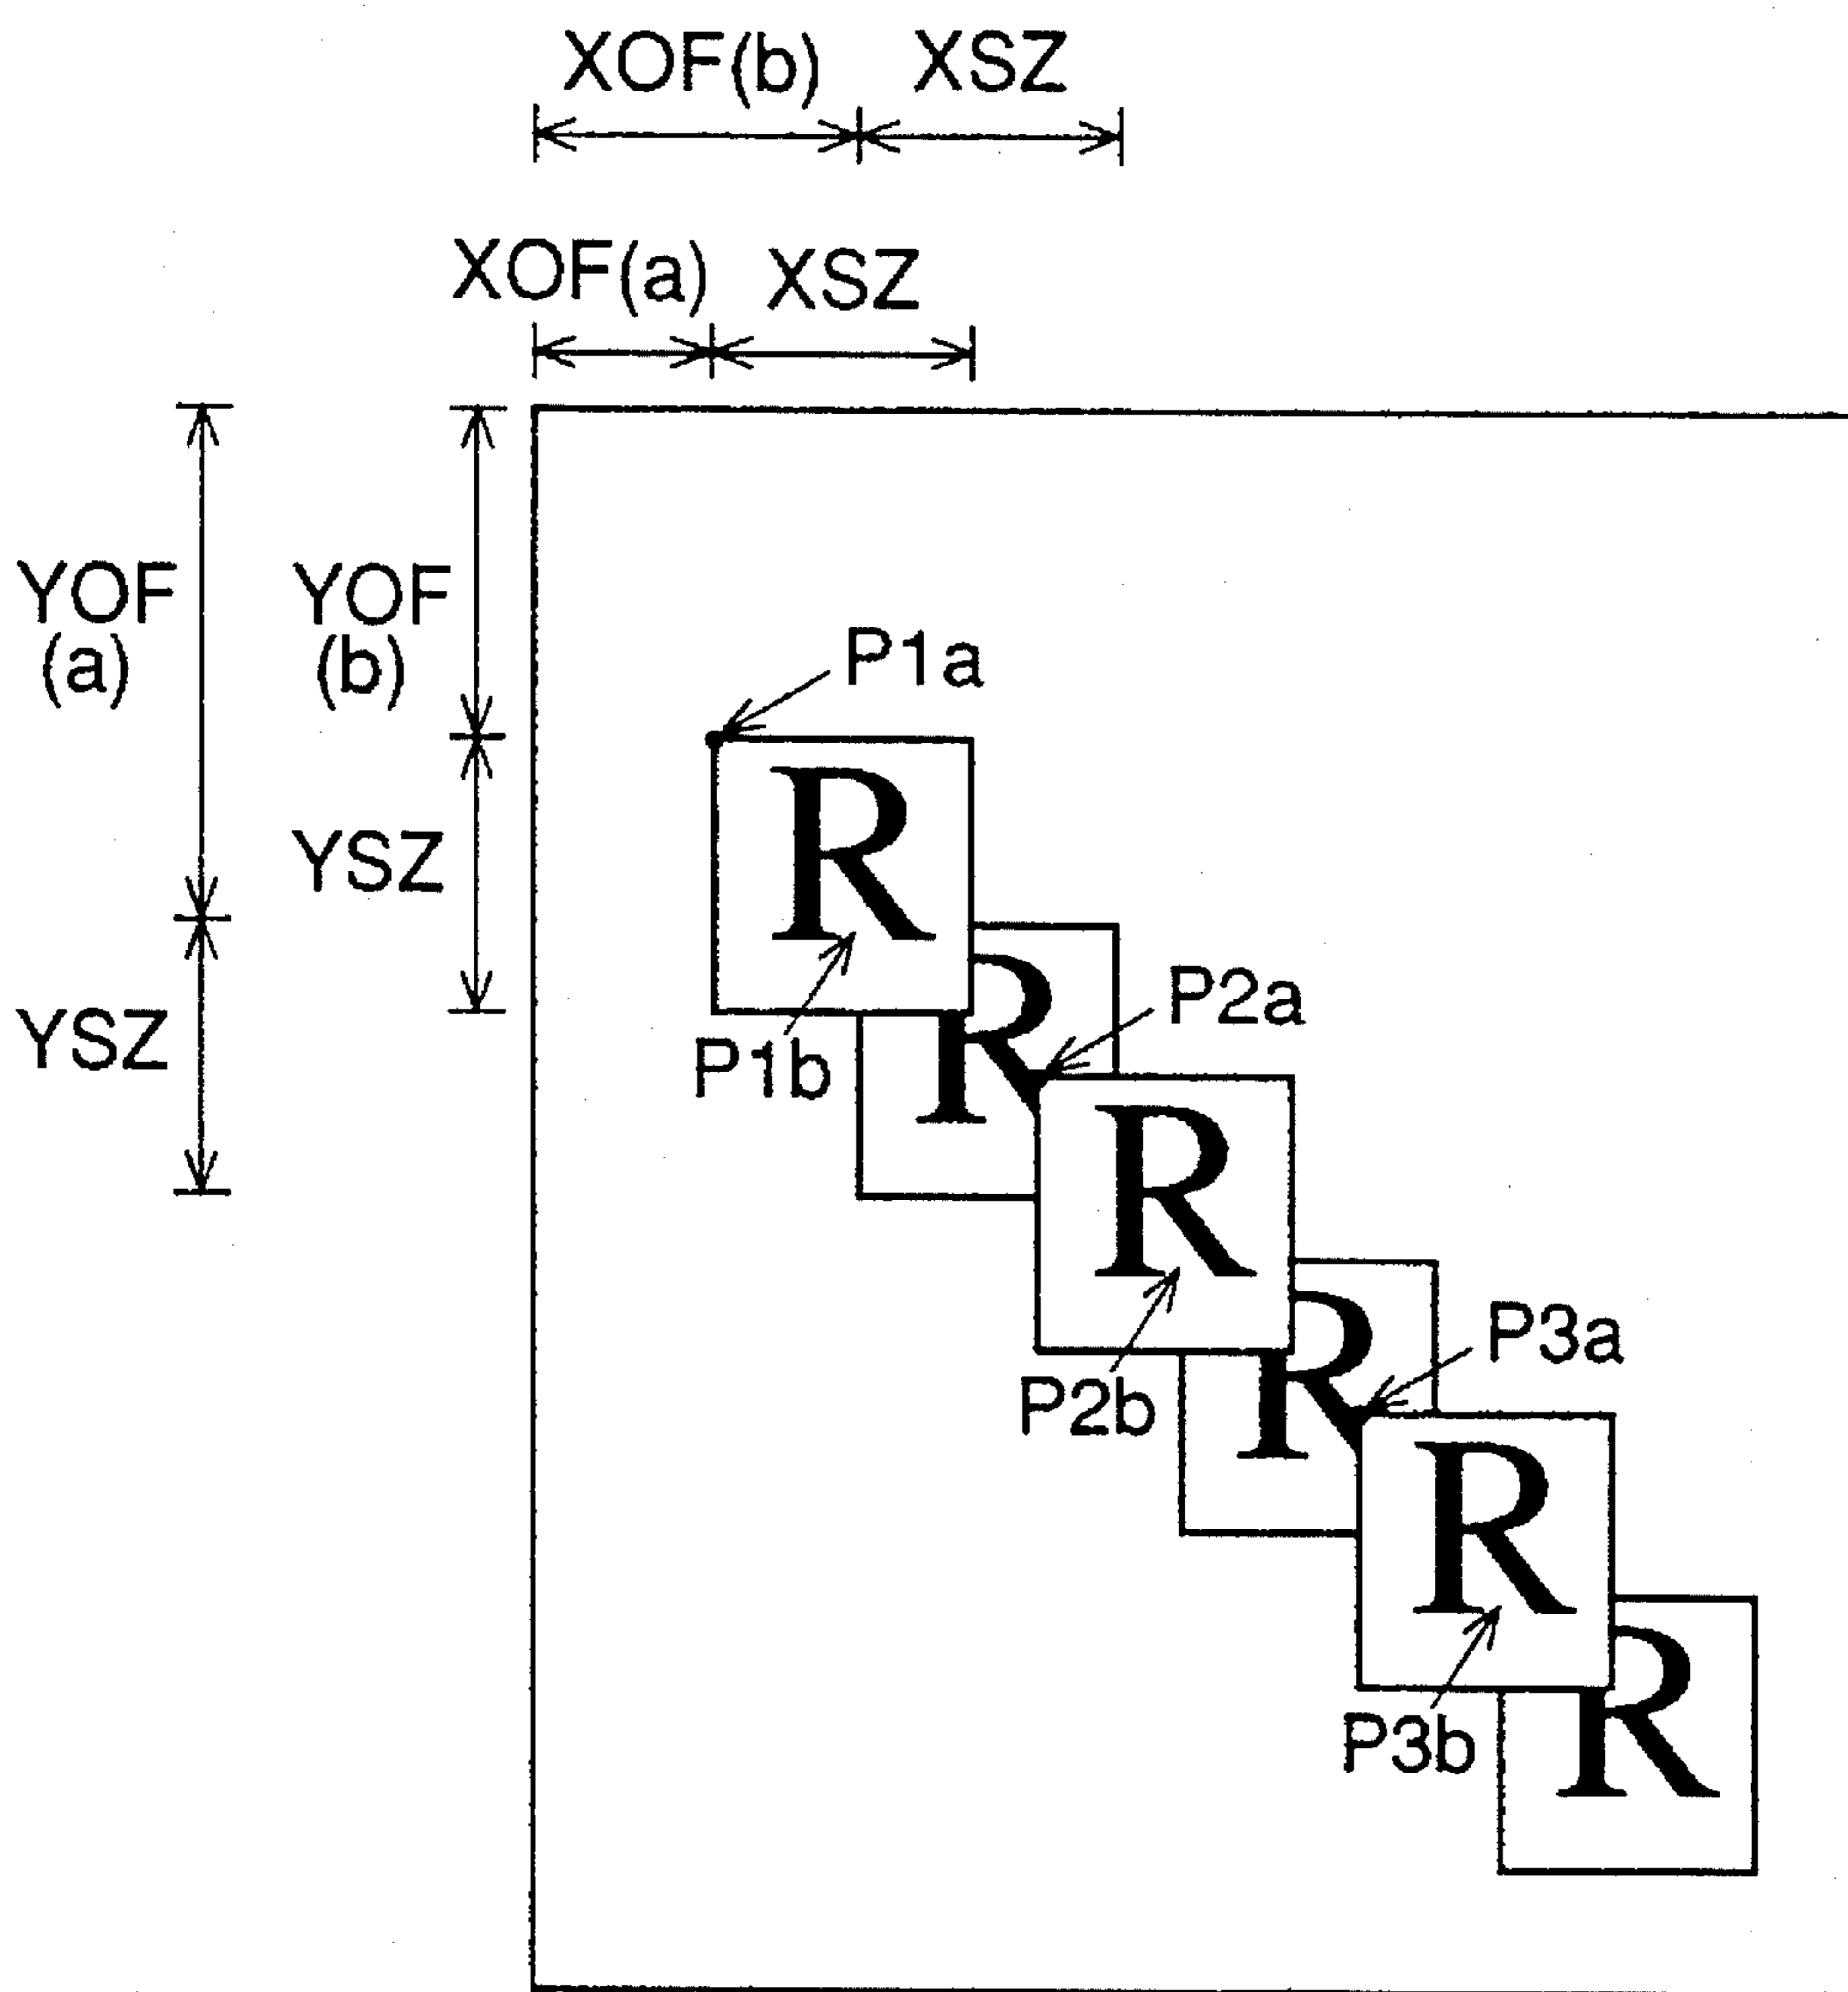 XOF(b) XSZ
XOF(a) XSZ
YOF
(a)
YOF
(b)
P1a
R
YSZ
P1b
R
P2a
YSZ
R
P2b
R
P3a
R
P3b
R